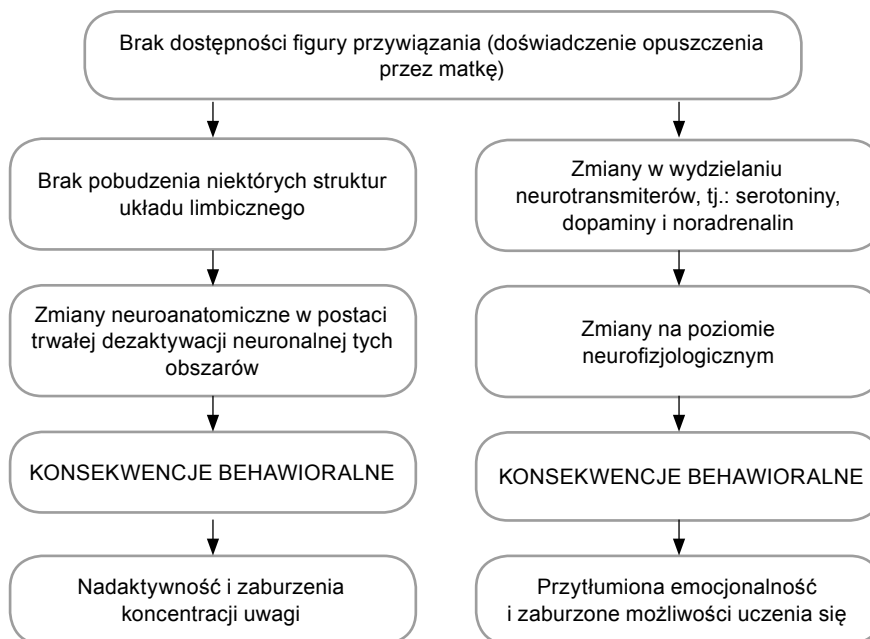 Brak dostępności figury przywiązania (doświadczenie opuszczenia
przez matkę)
Brak pobudzenia niektórych struktur
układu limbicznego
Zmiany neuroanatomiczne w postaci
trwałej dezaktywacji neuronalnej tych
obszarów
KONSEKWENCJE BEHAWIORALNE
Nadaktywność i zaburzenia
koncentracji uwagi
Zmiany w wydzielaniu
neurotransmiterów, tj.: serotoniny,
dopaminy i noradrenalin
Zmiany na poziomie
neurofizjologicznym
KONSEKWENCJE BEHAWIORALNE
Przytłumiona emocjonalność
i zaburzone możliwości uczenia się